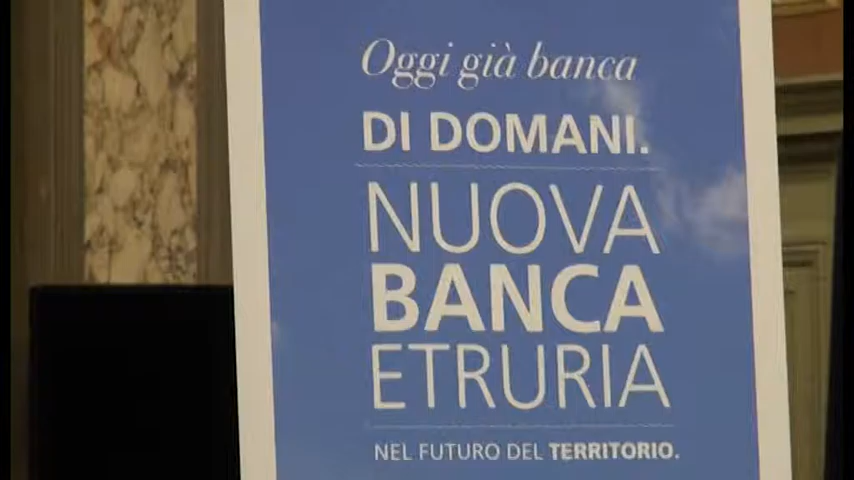 Oggi già banca
DI DOMANI.
NUOVA
BANCA
ETRURIA
NEL FUTURO DEL TERRITORIO.